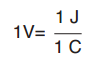 1V= 1 J / 1 C